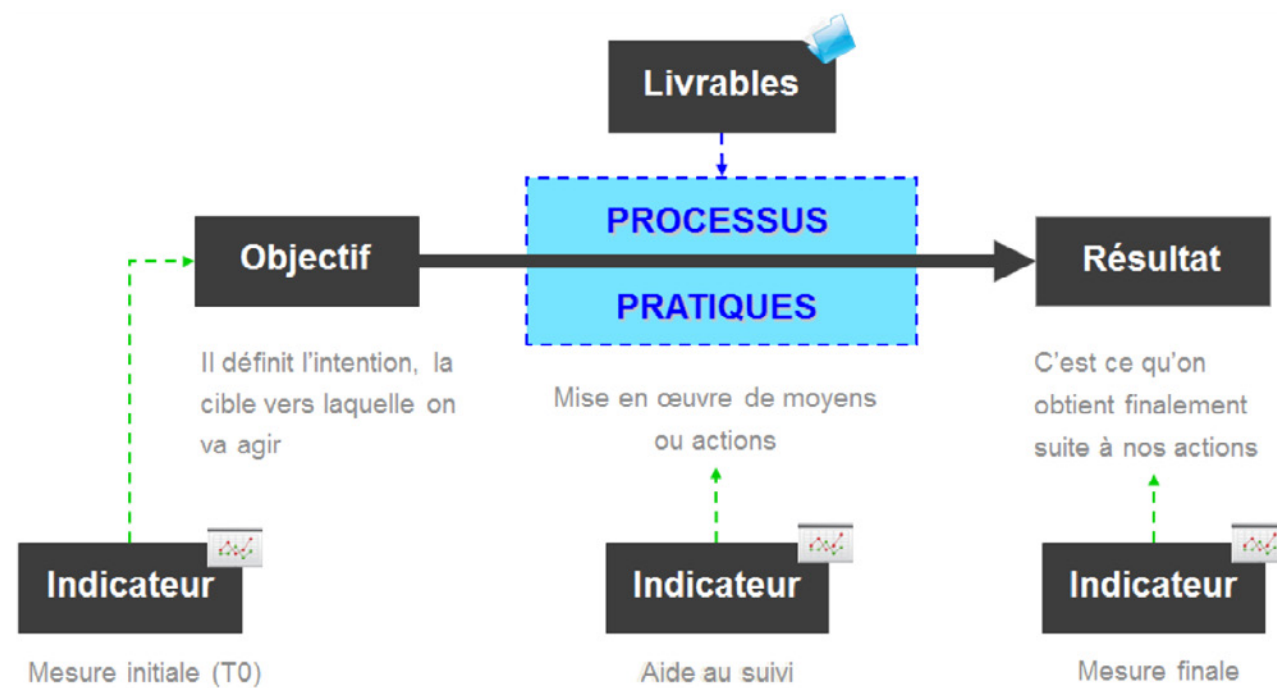 Livrables
PROCESSUS
Objectif
Résultat
PRATIQUES
Il définit l'intention, la
cible vers laquelle on
va agir
Mise en œuvre de moyens
ou actions
C'est ce qu'on
obtient finalement
suite à nos actions
Indicateur
Indicateur
Indicateur
Mesure initiale (T0)
Aide au suivi
Mesure finale